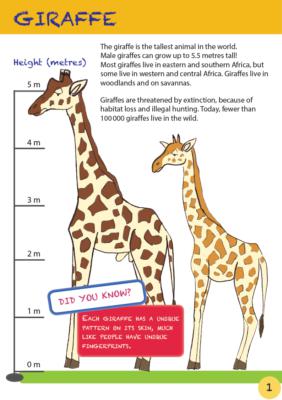 GIRAFFE
The giraffe is the tallest animal in the world.
Male giraffes can grow up to 5.5 metres tall!
Most giraffes live in eastern and southern Africa, but
some live in western and central Africa. Giraffes live in
woodlands and on savannas.
Giraffes are threatened by extinction, because of
habitat loss and illegal hunting. Today, fewer than
100 000 giraffes live in the wild.
Height (metres)
5 m
4 m
3 m
2 m
1 m
0 m
DID YOU KNOW?
EACH GIRAFFE HAS A UNIQUE
PATTERN ON ITS SKIN, MUCH
LIKE PEOPLE HAVE UNIQUE
FINGERPRINTS.
1